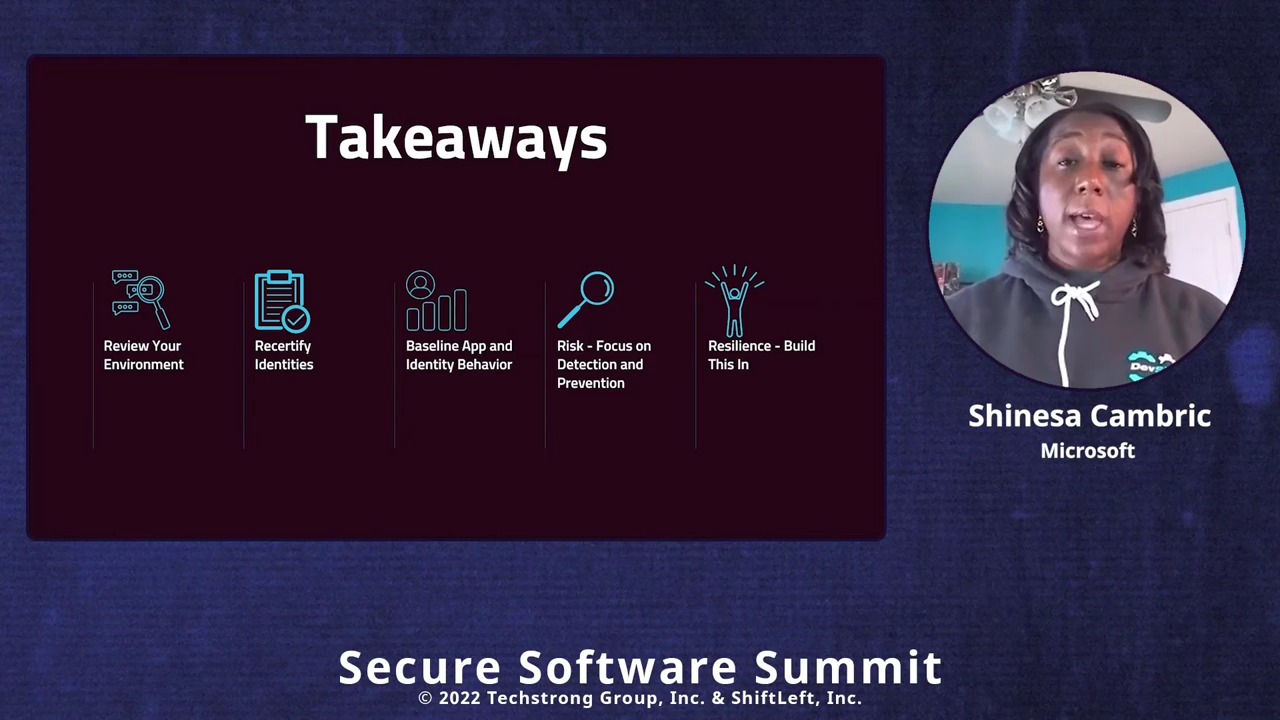 Takeaways
Review Your
Environment
Recertify
Identities
Baseline App and
Identity Behavior
Risk - Focus on
Detection and
Prevention
Resilience - Build
This In
Shinesa Cambric
Microsoft
Secure Software Summit
© 2022 Techstrong Group, Inc. & ShiftLeft, Inc.